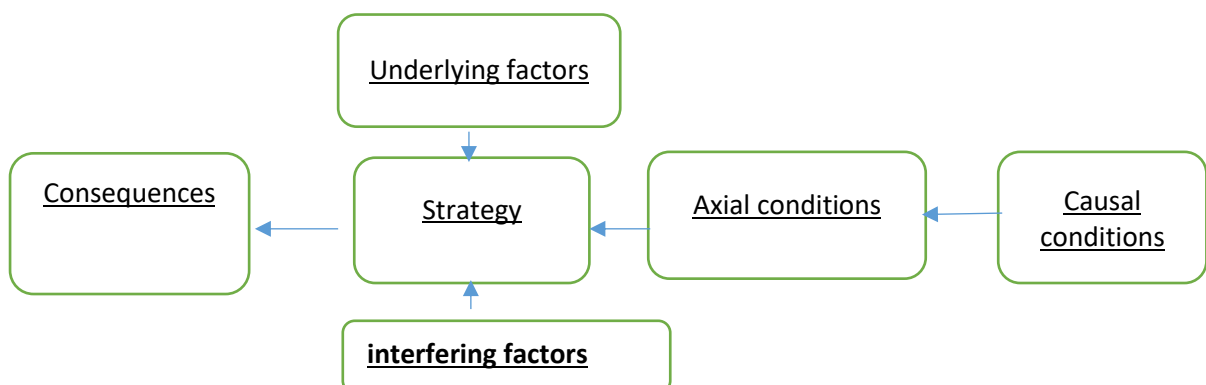 Underlying factors
Consequences
Strategy
Axial conditions
Causal
conditions
interfering factors